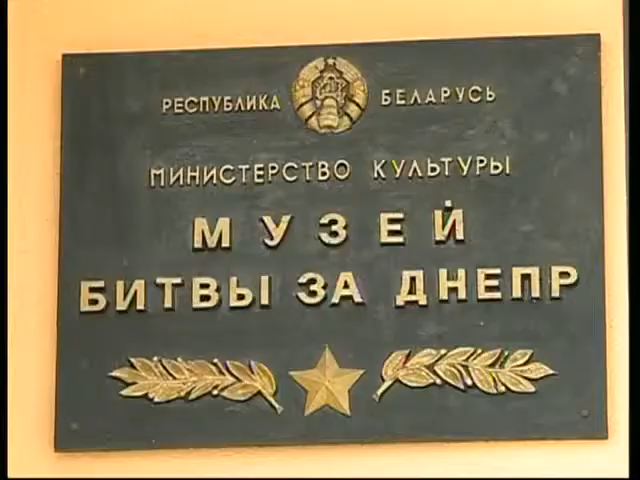 РЕСПУБЛИКА БЕЛАРУСЬ
МИНИСТЕРСТВО КУЛЬТУРЫ
МУЗЕЙ
БИТВЫ ЗА ДНЕПР